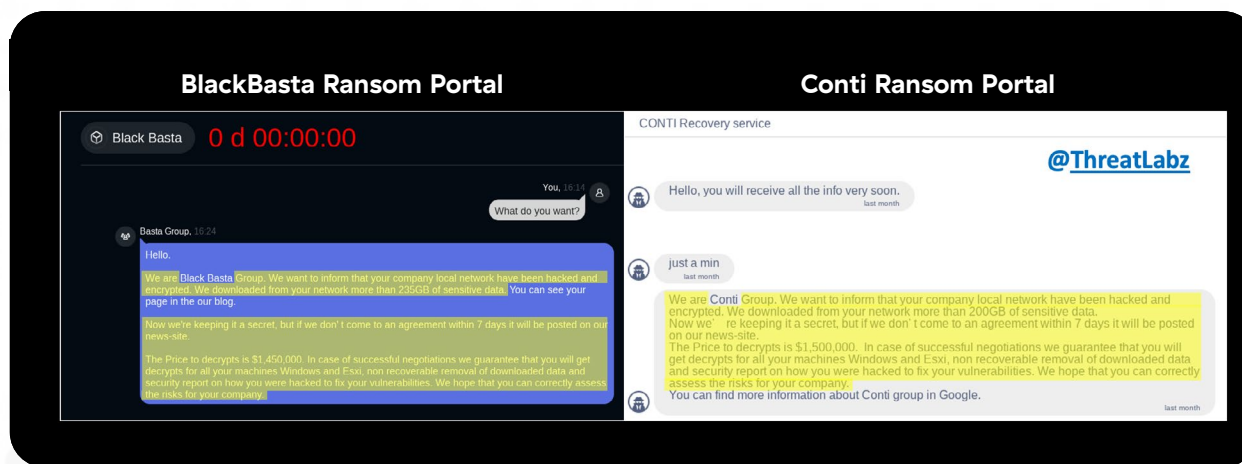 BlackBasta Ransom Portal
Black Basta
0 d 00:00:00
You, 16:14
What do you want?
Basta Group, 16:24
Hello.
We are Black Basta Group. We want to inform that your company local network have been hacked and
encrypted. We downloaded from your network more than 235GB of sensitive data. You can see your
page in the our blog.
Now we're keeping it a secret, but if we don' t come to an agreement within 7 days it will be posted on our
news-site.
The Price to decrypts is $1,450,000. In case of successful negotiations we guarantee that you will get
decrypts for all your machines Windows and Esxi, non recoverable removal of downloaded data and
security report on how you were hacked to fix your vulnerabilities. We hope that you can correctly assess
the risks for your company.
Conti Ransom Portal
CONTI Recovery service
@ThreatLabz
Hello, you will receive all the info very soon.
last month
just a min
last month
We are Conti Group. We want to inform that your company local network have been hacked and
encrypted. We downloaded from your network more than 200GB of sensitive data.
Now we' re keeping it a secret, but if we don' t come to an agreement within 7 days it will be posted
on our news-site.
The Price to decrypts is $1,500,000. In case of successful negotiations we guarantee that you will
get decrypts for all your machines Windows and Esxi, non recoverable removal of downloaded data
and security report on how you were hacked to fix your vulnerabilities. We hope that you can correctly
assess the risks for your company.
You can find more information about Conti group in Google.
last month